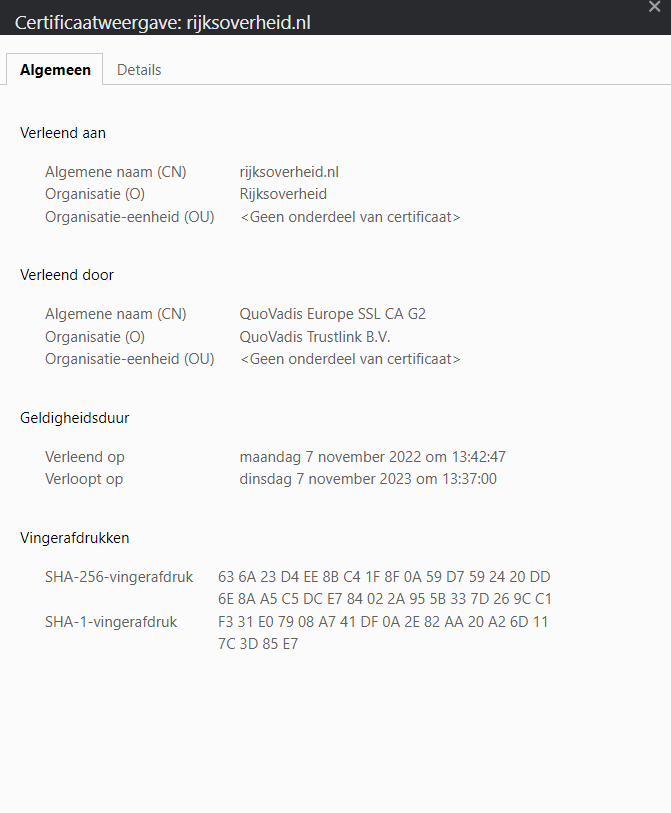 Certificaatweergave: rijksoverheid.nl
Algemeen Details
Verleend aan
Algemene naam (CN) rijksoverheid.nl
Organisatie (O) Rijksoverheid
Organisatie-eenheid (OU) <Geen onderdeel van certificaat>
Verleend door
Algemene naam (CN) QuoVadis Europe SSL CA G2
Organisatie (O) QuoVadis Trustlink B.V.
Organisatie-eenheid (OU) <Geen onderdeel van certificaat>
Geldigheidsduur
Verleend op maandag 7 november 2022 om 13:42:47
Verloopt op dinsdag 7 november 2023 om 13:37:00
Vingerafdrukken
SHA-256-vingerafdruk 63 6A 23 D4 EE 8B C4 1F 8F 0A 59 D7 59 24 20 DD
6E 8A A5 C5 DC E7 84 02 2A 95 5B 33 7D 26 9C C1
SHA-1-vingerafdruk F3 31 E0 79 08 A7 41 DF 0A 2E 82 AA 20 A2 6D 11
7C 3D 85 E7